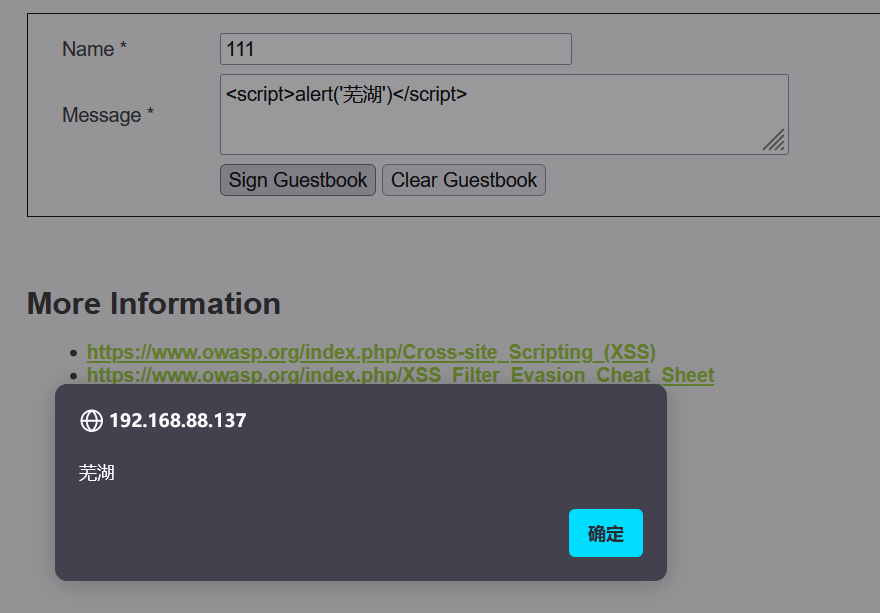 Name *
111
Message *
<script>alert('芜湖')</script>
Sign Guestbook Clear Guestbook
More Information
https://www.owasp.org/index.php/Cross-site_Scripting_(XSS)
https://www.owasp.org/index.php/XSS_Filter_Evasion_Cheat_Sheet
192.168.88.137
芜湖
确定